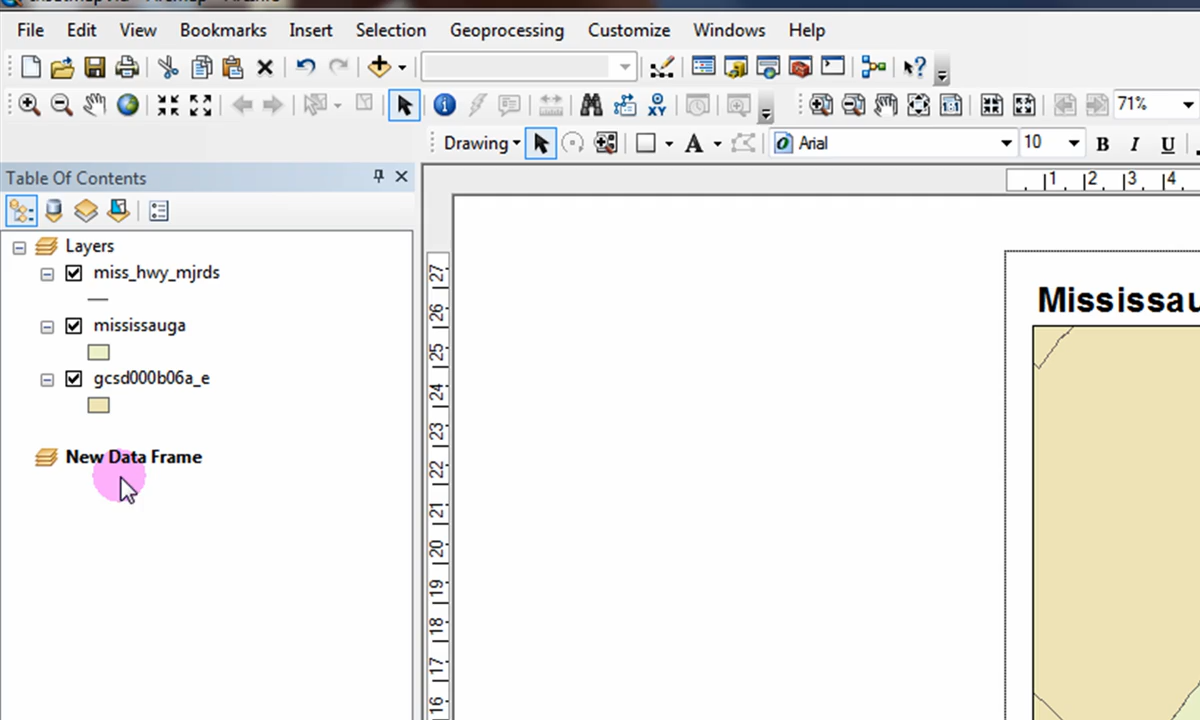 File Edit View Bookmarks Insert Selection Geoprocessing Customize Windows Help
71%
Drawing Arial 10 B I U
Table Of Contents
1 2 3 4
Layers
miss_hwy_mjrds
mississauga
gcsd000b06a_e
New Data Frame
Mississau
27
26
25
24
23
22
21
20
19
18
17
16